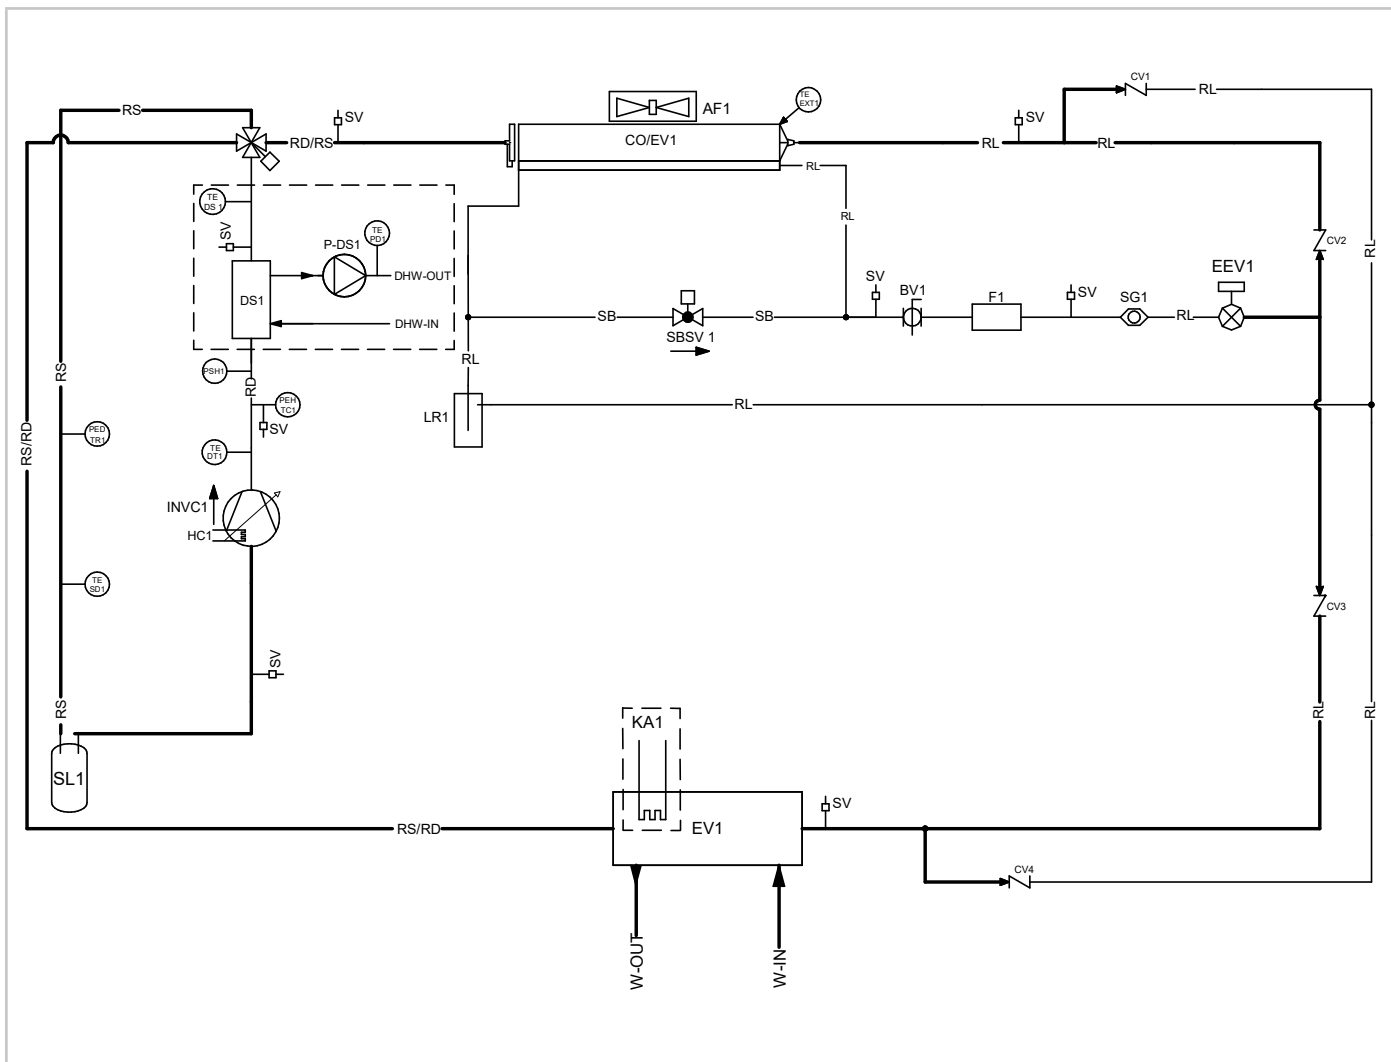 CV1
RS
SV
AF1
TE
EXT1
SV
RL
RD/RS
CO/EV1
RL
RL
RL
TE
DS 1
SV
P-DS1
TE
PD1
RL
CV2
RL
DS1
DHW-OUT
DHW-IN
SV
BV1
F1
SV
SG1
EEV1
SB
SB
RL
SBSV 1
RL
PSH1
RD
PEH
TC1
SV
RS
LR1
RL
PED
TR1
RS/RD
TE
DT1
INVC1
HC1
TE
SD1
CV3
SV
RS
KA1
RL
RL
SL1
SV
RS/RD
EV1
CV4
W-OUT
W-IN